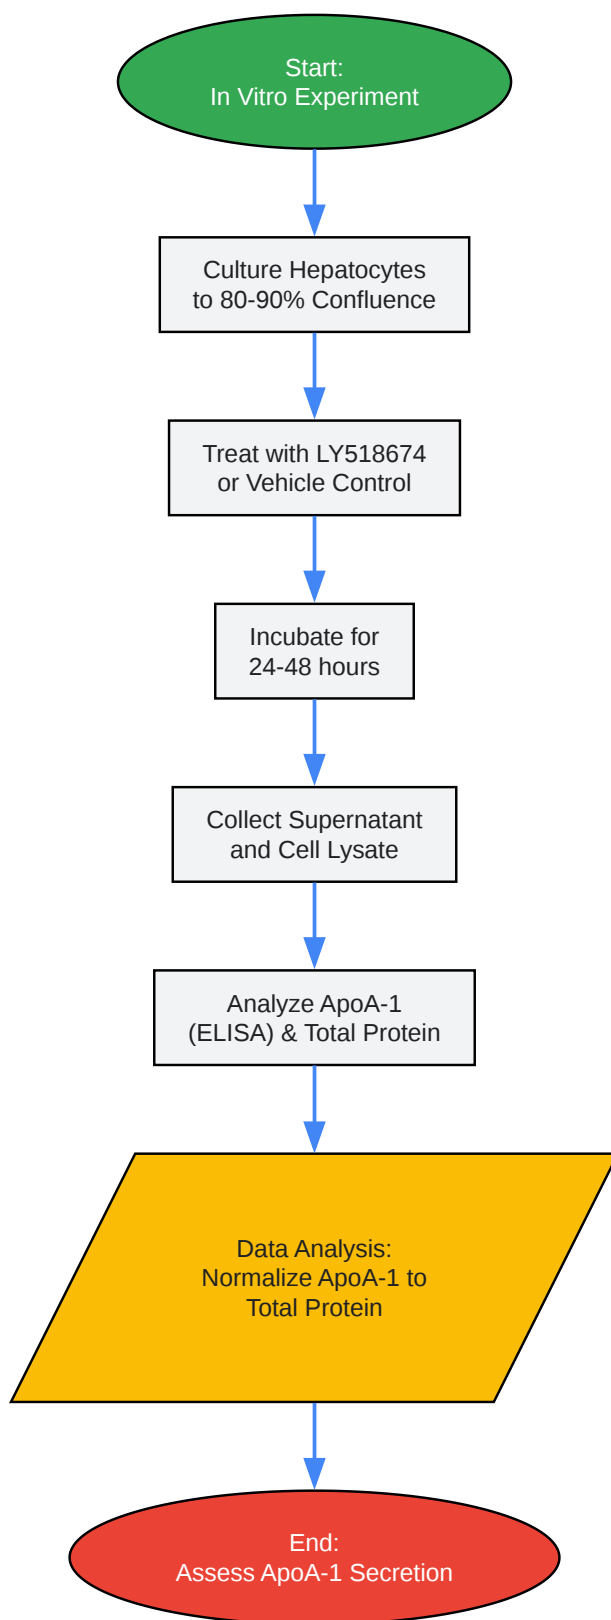 Start:
In Vitro Experiment
Culture Hepatocytes
to 80-90% Confluence
Treat with LY518674
or Vehicle Control
Incubate for
24-48 hours
Collect Supernatant
and Cell Lysate
Analyze ApoA-1
(ELISA) & Total Protein
Data Analysis:
Normalize ApoA-1 to
Total Protein
End:
Assess ApoA-1 Secretion